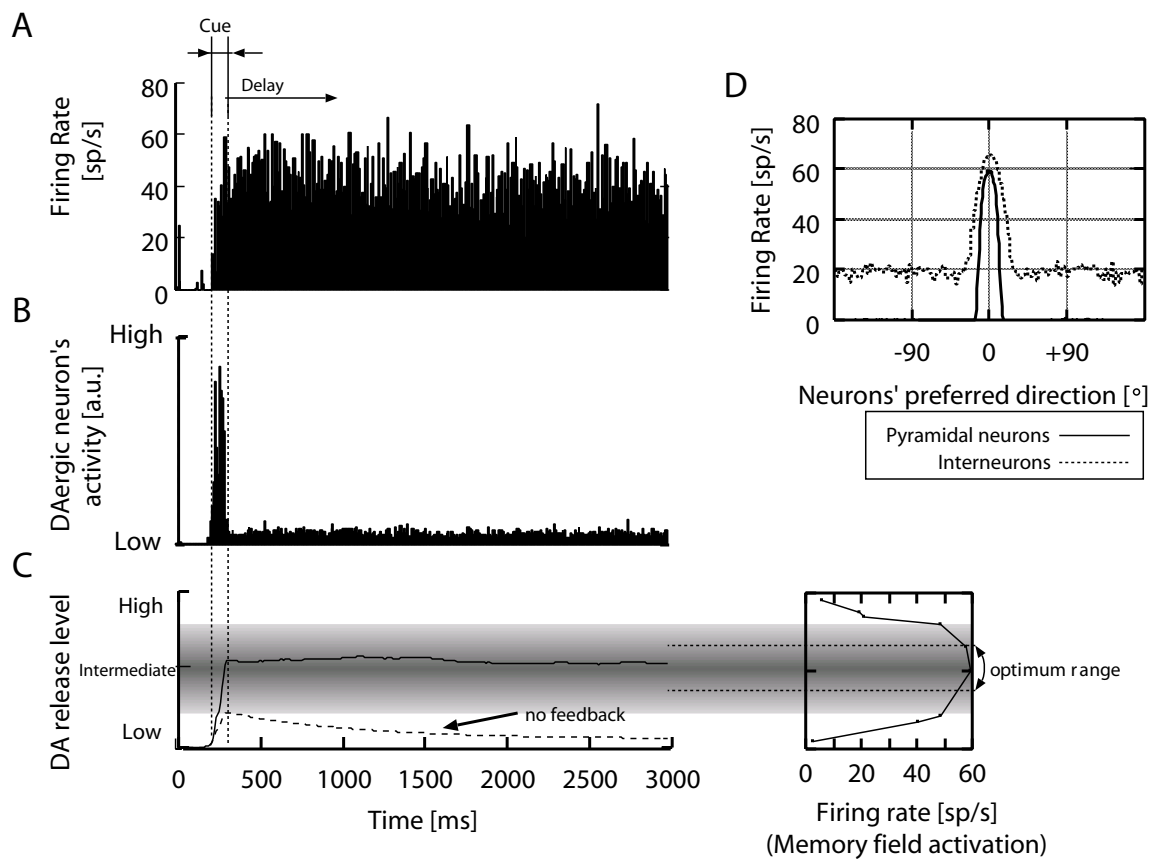 A
Cue
Delay
80
60
40
20
0
Firing Rate
[sp/s]
B
High
Low
DAergic neuron's
activity [a.u.]
C
High
Intermediate
Low
DA release level
no feedback
0 500 1000 1500 2000 2500 3000
Time [ms]
optimum range
0 20 40 60
Firing rate [sp/s]
(Memory field activation)
D
80
60
40
20
0
Firing Rate [sp/s]
-90 0 +90
Neurons' preferred direction [°]
Pyramidal neurons
Interneurons